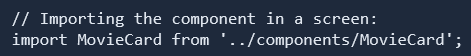 // Importing the component in a screen:
import MovieCard from '../components/MovieCard';